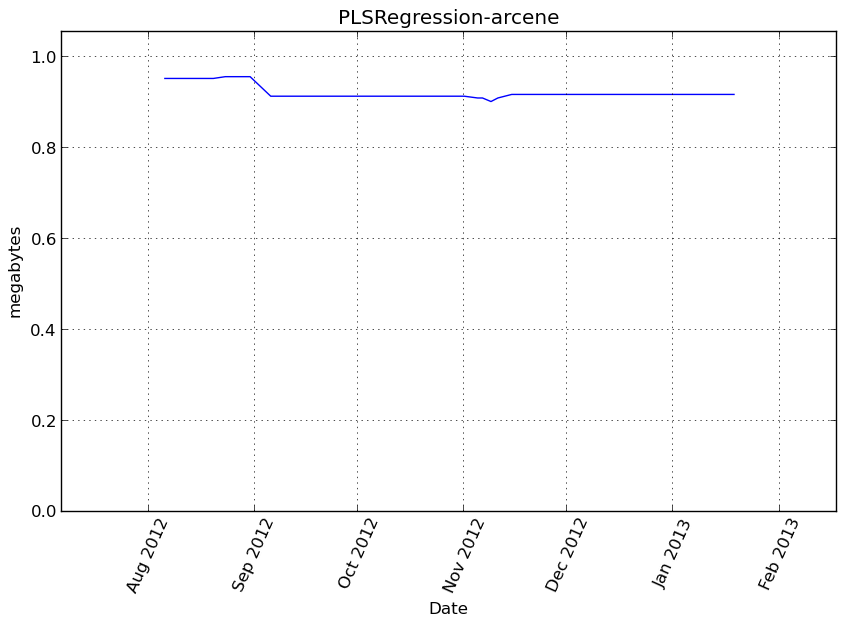 PLSRegression-arcene
1.0
0.8
0.6
0.4
0.2
0.0
megabytes
Aug 2012
Sep 2012
Oct 2012
Nov 2012
Dec 2012
Jan 2013
Feb 2013
Date